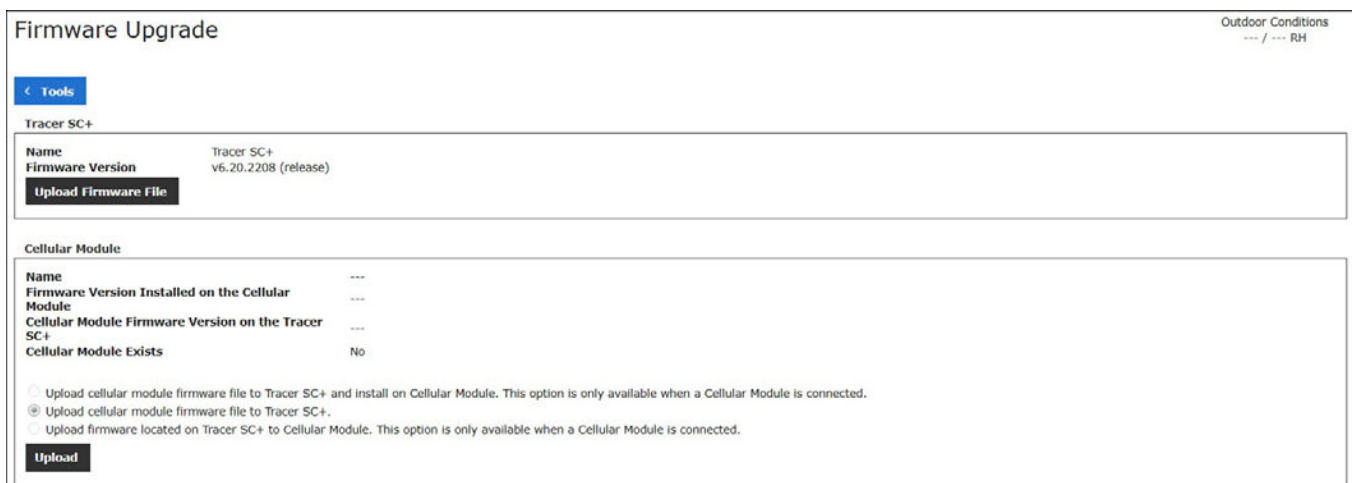 Firmware Upgrade
Outdoor Conditions
--- / --- RH
< Tools
Tracer SC+
Name Tracer SC+
Firmware Version v6.20.2208 (release)
Upload Firmware File
Cellular Module
Name ---
Firmware Version Installed on the Cellular
Module ---
Cellular Module Firmware Version on the Tracer
SC+ ---
Cellular Module Exists No
Upload cellular module firmware file to Tracer SC+ and install on Cellular Module. This option is only available when a Cellular Module is connected.
Upload cellular module firmware file to Tracer SC+.
Upload firmware located on Tracer SC+ to Cellular Module. This option is only available when a Cellular Module is connected.
Upload